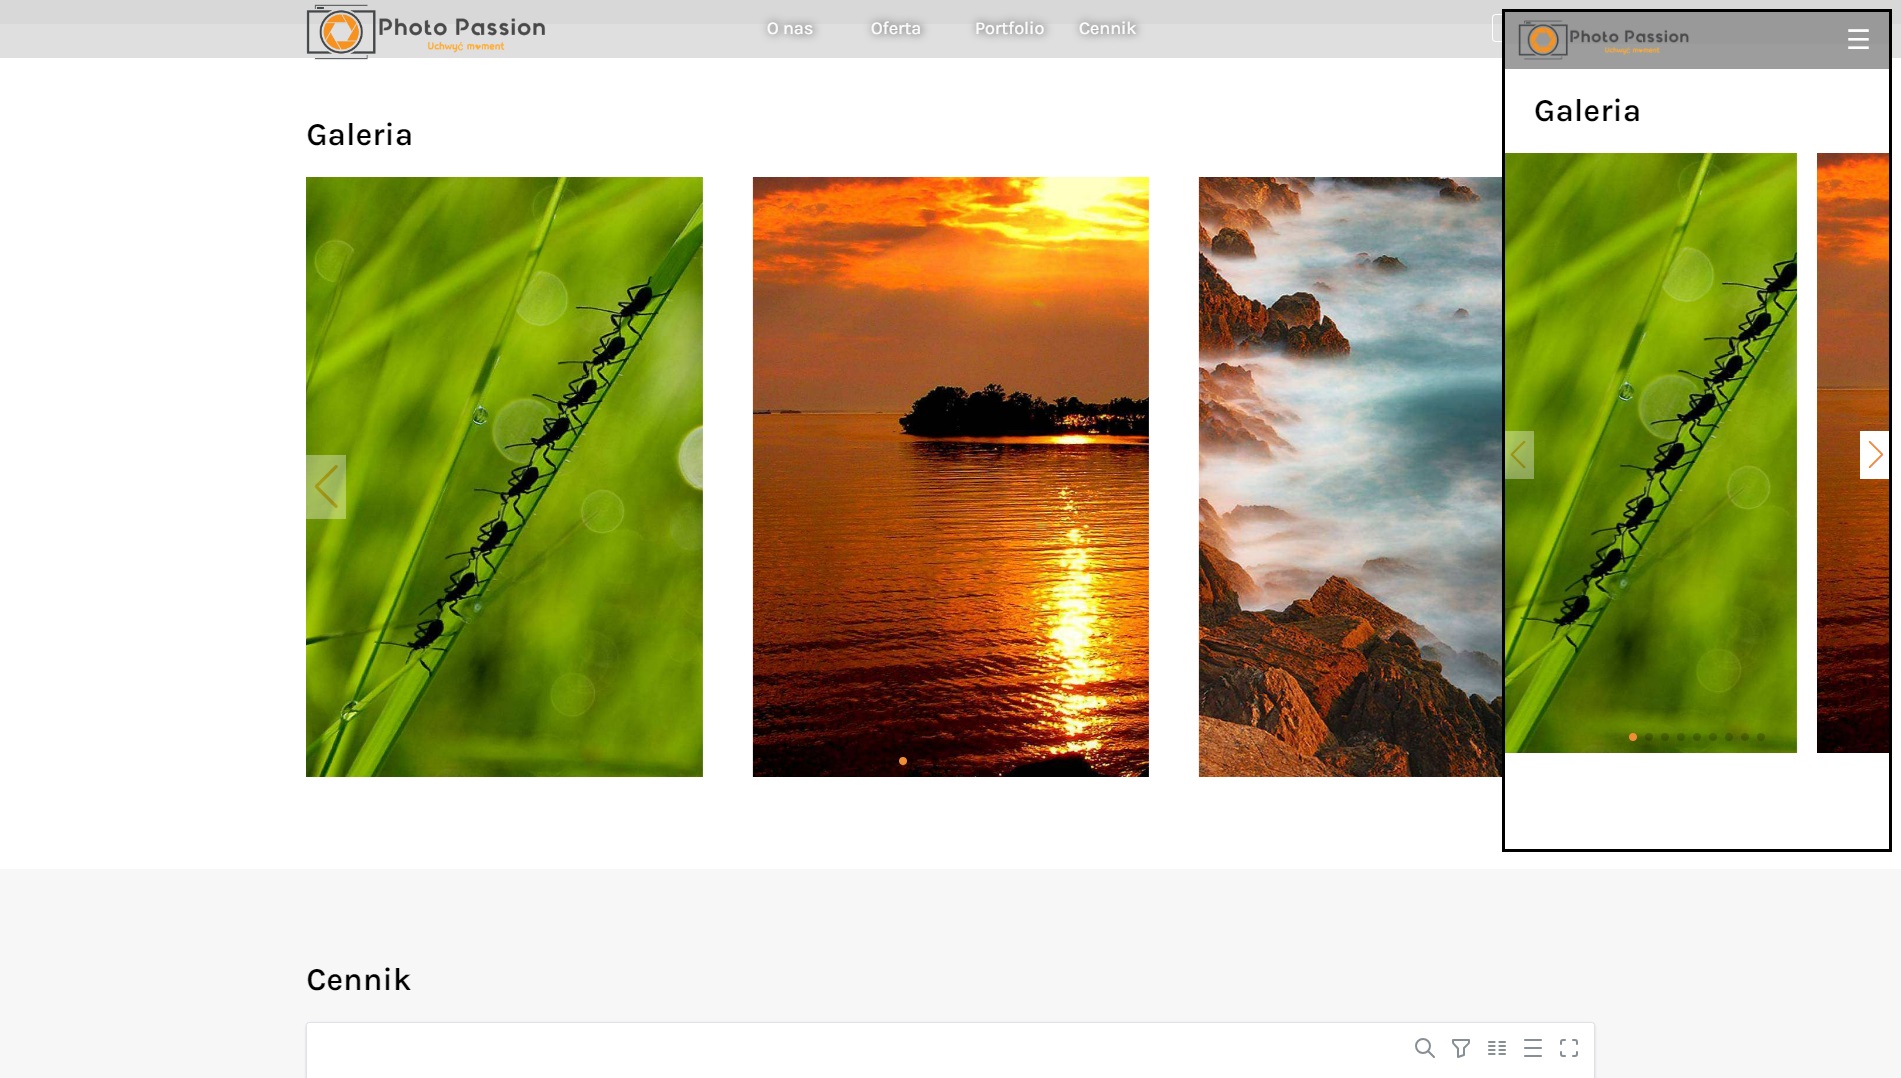 Photo Passion
Uchwyć moment
O nas
Oferta
Portfolio
Cennik
Galeria
Photo Passion
Uchwyć moment
Galeria
Cennik